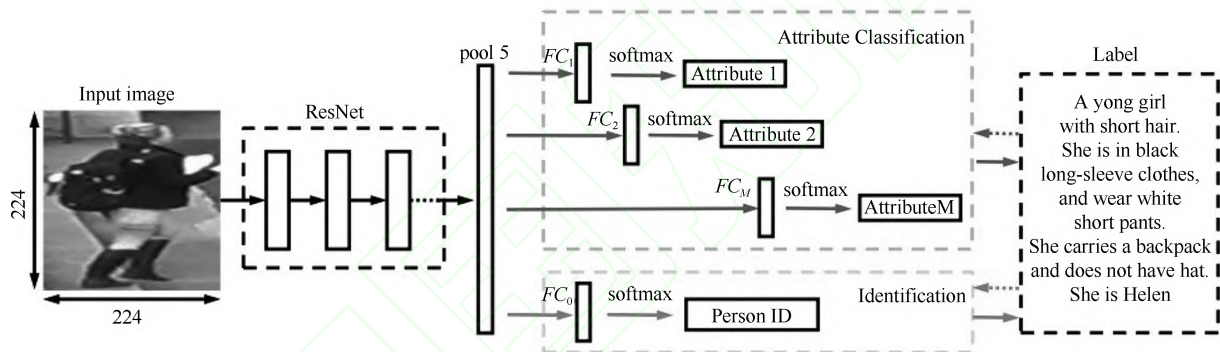 Input image
224
224
ResNet
pool 5
Attribute Classification
FC1
softmax
Attribute 1
FC2
softmax
Attribute 2
FCM
softmax
AttributeM
Identification
FC0
softmax
Person ID
Label
A yong girl
with short hair.
She is in black
long-sleeve clothes,
and wear white
short pants.
She carries a backpack
and does not have hat.
She is Helen